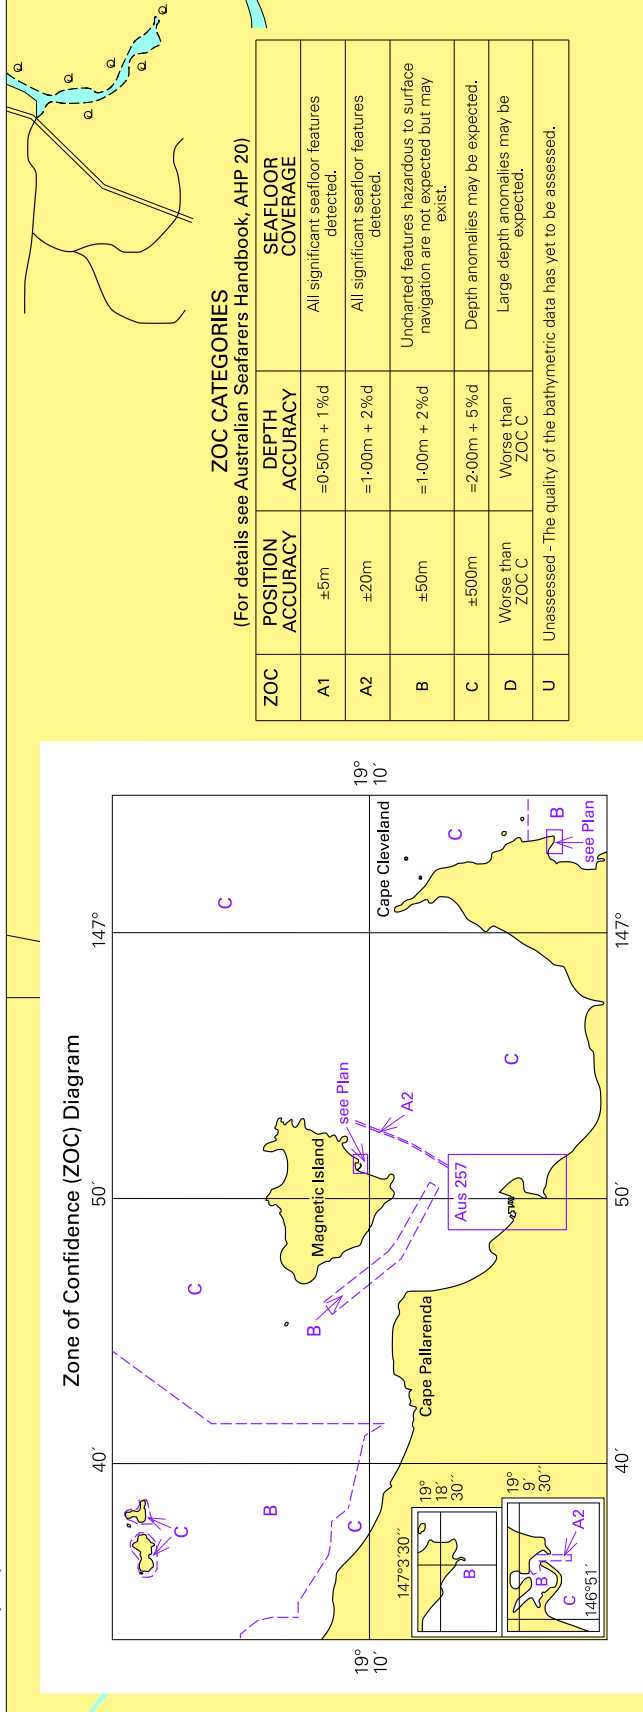 Zone of Confidence (ZOC) Diagram
40´
50´
147°
19°
10´
19°
10´
C
B
C
C
C
B
Magnetic Island
see Plan
A2
Cape Pallarenda
Aus 257
C
Cape Cleveland
C
B
see Plan
147°3´30´´
19°
18´
30´´
B
19°
9´
30´´
B
A2
C
146°51´
40´
50´
147°
ZOC CATEGORIES
(For details see Australian Seafarers Handbook, AHP 20)
ZOC
POSITION
ACCURACY
DEPTH
ACCURACY
SEAFLOOR
COVERAGE
A1
±5m
=0·50m + 1%d
All significant seafloor features
detected.
A2
±20m
=1·00m + 2%d
All significant seafloor features
detected.
B
±50m
=1·00m + 2%d
Uncharted features hazardous to surface
navigation are not expected but may
exist.
C
±500m
=2·00m + 5%d
Depth anomalies may be expected.
D
Worse than
ZOC C
Worse than
ZOC C
Large depth anomalies may be
expected.
U
Unassessed - The quality of the bathymetric data has yet to be assessed.